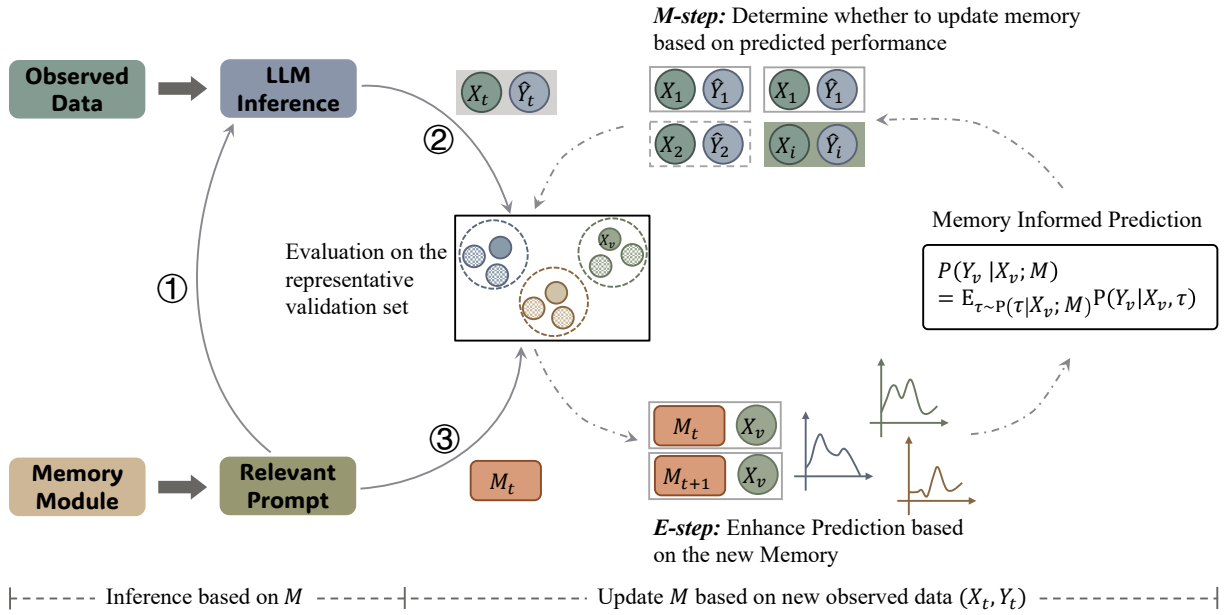 M-step: Determine whether to update memory
based on predicted performance
Observed
Data
LLM
Inference
X_t Ŷ_t
X_1 Ŷ_1
X_1 Ŷ_1
X_2 Ŷ_2
X_i Ŷ_i
②
①
Evaluation on the
representative
validation set
X_v
Memory Informed Prediction
P(Y_v |X_v; M)
= E_{τ~P(τ|X_v; M)}P(Y_v|X_v, τ)
③
M_t
M_t X_v
M_{t+1} X_v
Memory
Module
Relevant
Prompt
E-step: Enhance Prediction based
on the new Memory
Inference based on M
Update M based on new observed data (X_t, Y_t)